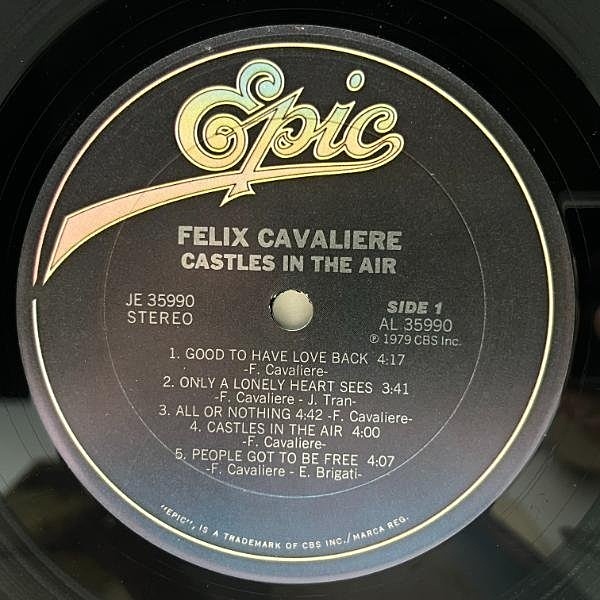 Epic
FELIX CAVALIERE
CASTLES IN THE AIR
JE 35990
STEREO
SIDE 1
AL 35990
℗ 1979 CBS Inc.
1. GOOD TO HAVE LOVE BACK 4:17
-F. Cavaliere-
2. ONLY A LONELY HEART SEES 3:41
-F. Cavaliere - J. Tran-
3. ALL OR NOTHING 4:42 -F. Cavaliere-
4. CASTLES IN THE AIR 4:00
-F. Cavaliere-
5. PEOPLE GOT TO BE FREE 4:07
-F. Cavaliere - E. Brigati-
"EPIC", IS A TRADEMARK OF CBS INC./MARCA REG.